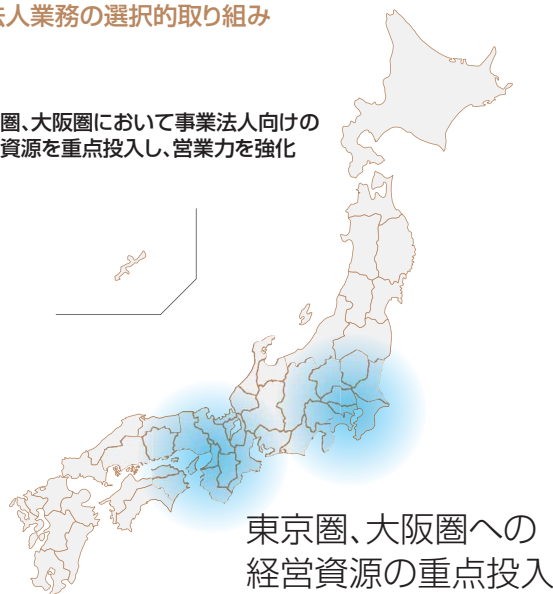 法人業務の選択的取り組み
圏、大阪圏において事業法人向けの
資源を重点投入し、営業力を強化
東京圏、大阪圏への
経営資源の重点投入